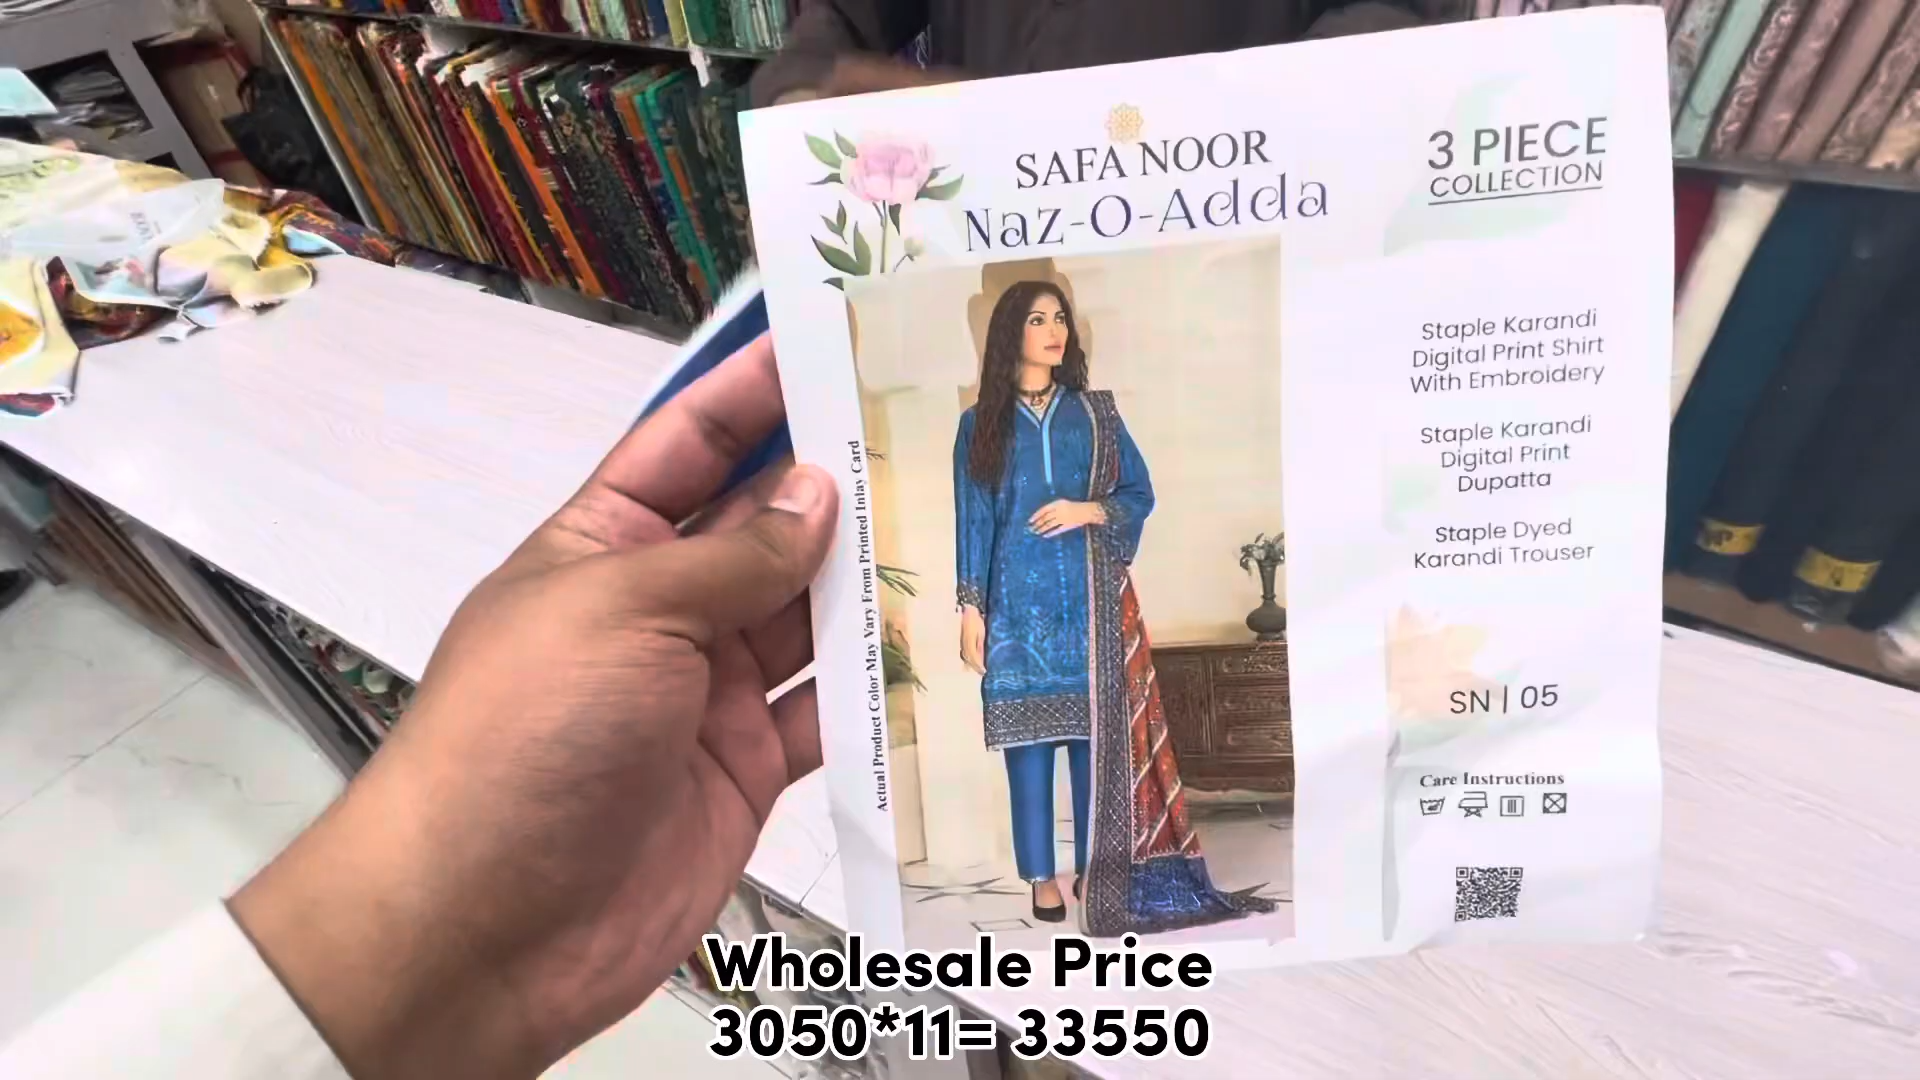 SAFA NOOR
Naz-O-Adda
3 PIECE
COLLECTION
Staple Karandi
Digital Print Shirt
With Embroidery
Staple Karandi
Digital Print
Dupatta
Staple Dyed
Karandi Trouser
SN | 05
Care Instructions
Actual Product Color May Vary From Printed Inlay Card
Wholesale Price
3050*11= 33550